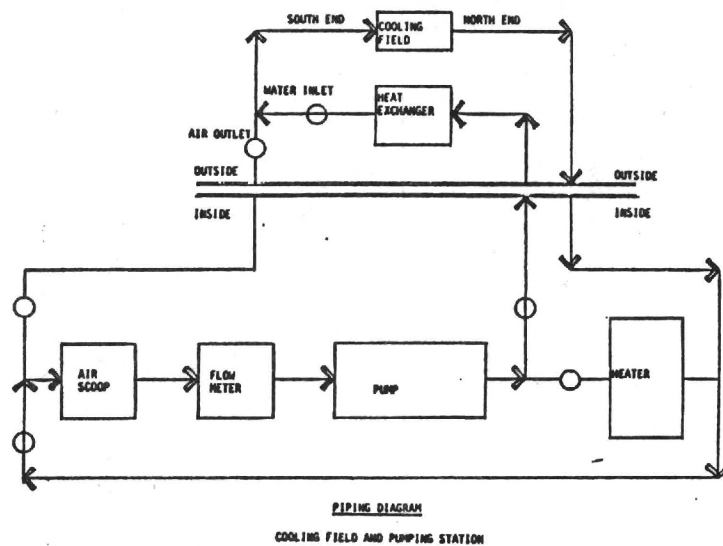 SOUTH END
COOLING
FIELD
NORTH END
WATER INLET
HEAT
EXCHANGER
AIR OUTLET
OUTSIDE
OUTSIDE
INSIDE
INSIDE
AIR
SCOOP
FLOW
METER
PUMP
HEATER
PIPING DIAGRAM
COOLING FIELD AND PUMPING STATION